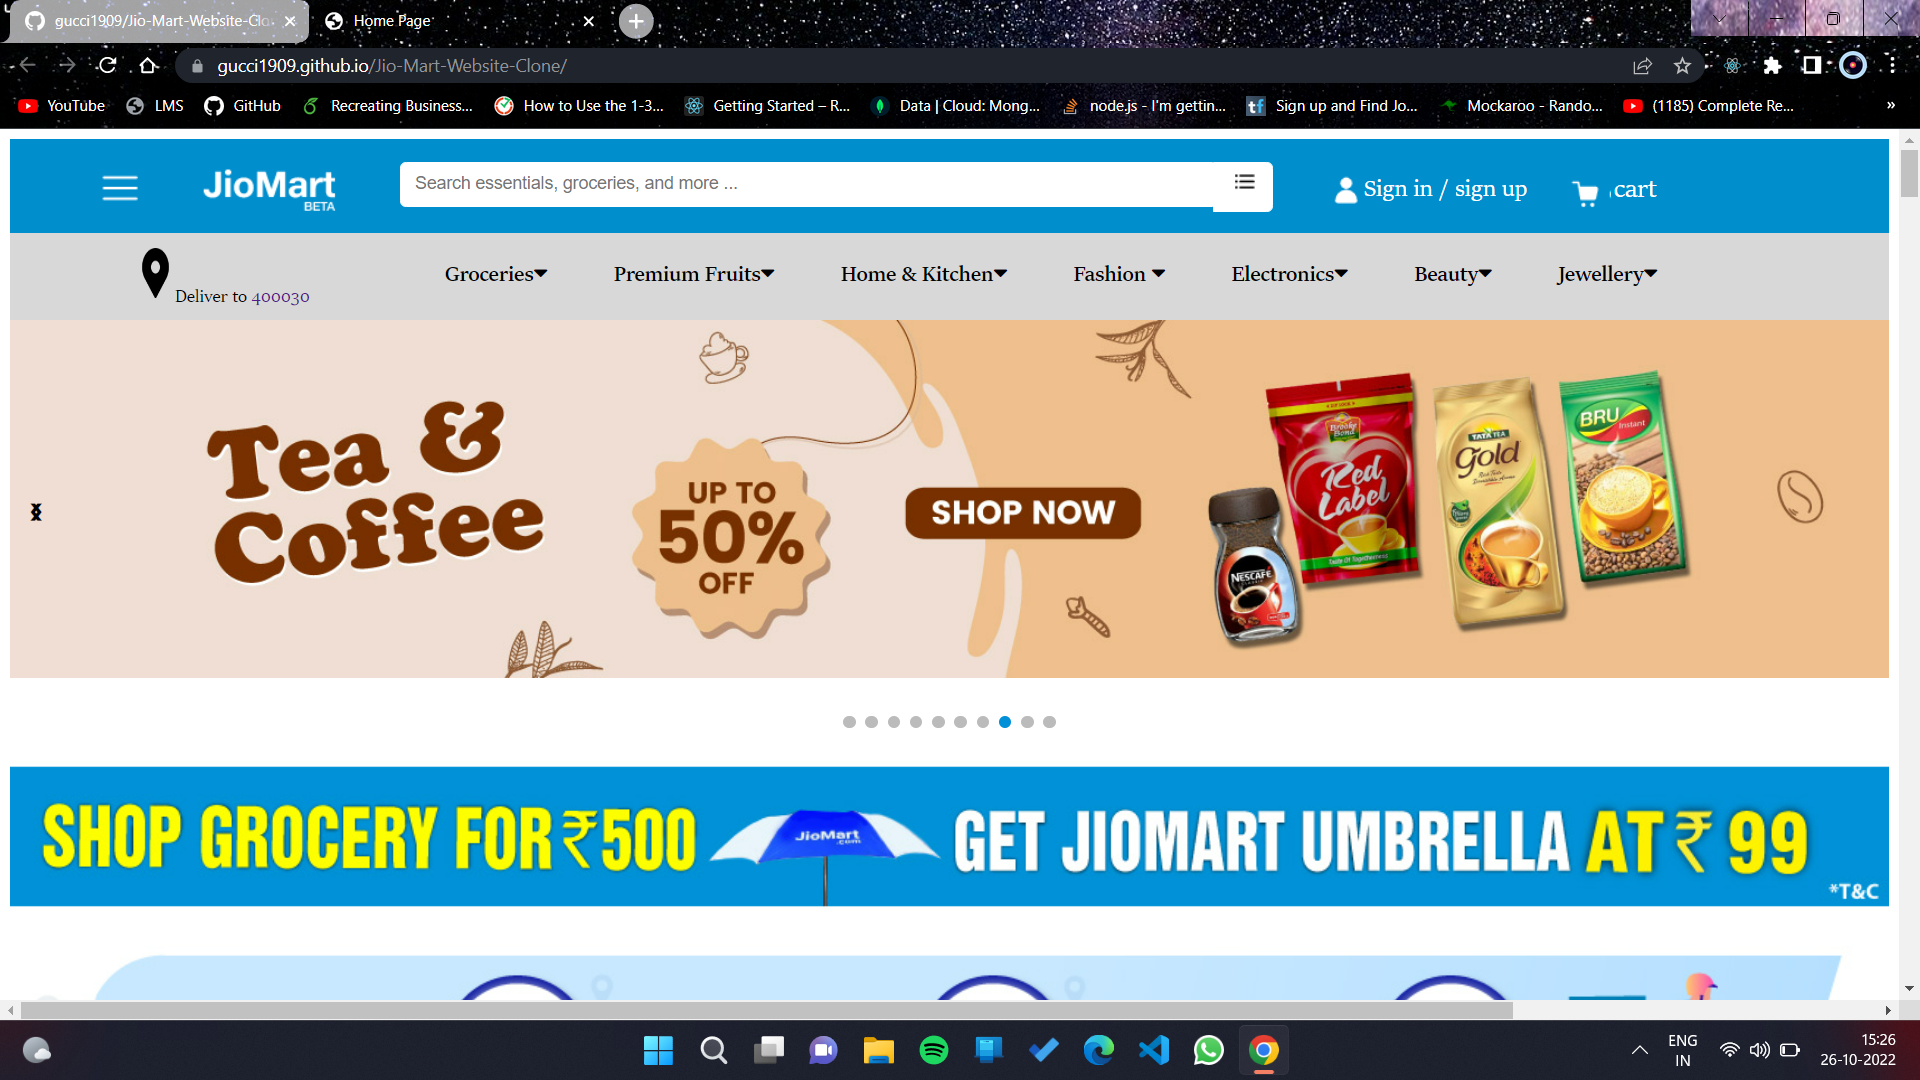 gucci1909/Jio-Mart-Website-Clo
Home Page
gucci1909.github.io/Jio-Mart-Website-Clone/
YouTube
LMS
GitHub
Recreating Business...
How to Use the 1-3...
Getting Started – R...
Data | Cloud: Mong...
node.js - I'm gettin...
Sign up and Find Jo...
Mockaroo - Rando...
(1185) Complete Re...
»
JioMart
BETA
Search essentials, groceries, and more ...
Sign in / sign up
cart
Deliver to 400030
Groceries
Premium Fruits
Home & Kitchen
Fashion
Electronics
Beauty
Jewellery
Tea &
Coffee
UP TO
50%
OFF
SHOP NOW
NESCAFÉ
Brooke
Bond
Red
Label
Taste Of Togetherness
TATA TEA
Gold
BRU
Instant
SHOP GROCERY FOR ₹500
JioMart
.com
GET JIOMART UMBRELLA AT ₹ 99
*T&C
ENG
IN
15:26
26-10-2022